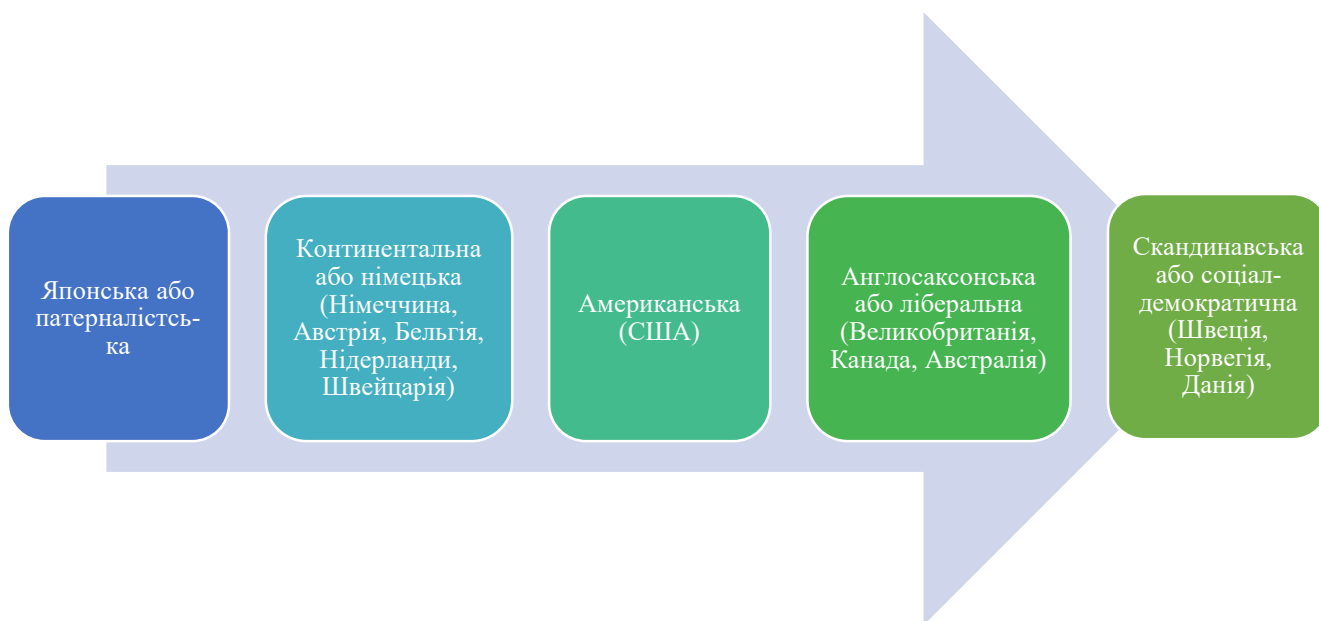 Японська або
патерналістсь-
ка
Континентальна
або німецька
(Німеччина,
Австрія, Бельгія,
Нідерланди,
Швейцарія)
Американська
(США)
Англосаксонська
або ліберальна
(Великобританія,
Канада, Австралія)
Скандинавська
або соціал-
демократична
(Швеція,
Норвегія,
Данія)